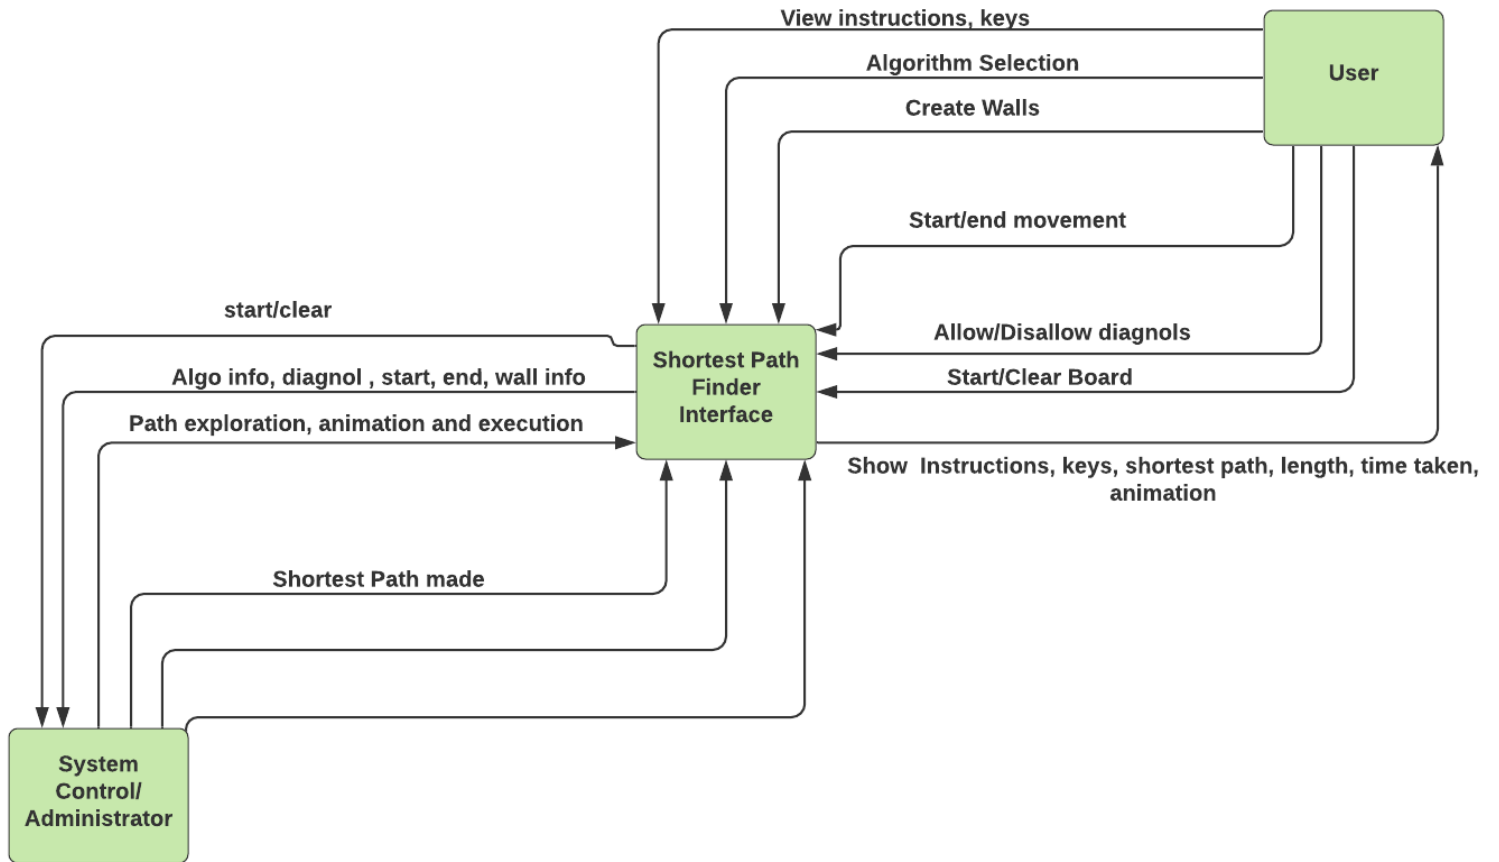 View instructions, keys
User
Algorithm Selection
Create Walls
Start/end movement
start/clear
Allow/Disallow diagnols
Shortest Path
Finder
Interface
Algo info, diagnol , start, end, wall info
Start/Clear Board
Path exploration, animation and execution
Show  Instructions, keys, shortest path, length, time taken,
animation
Shortest Path made
System
Control/
Administrator